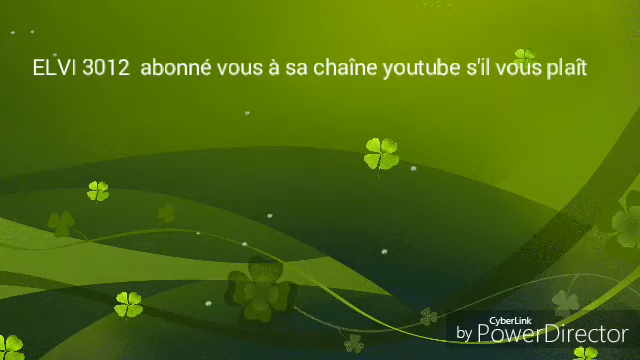 ELVI 3012  abonné vous à sa chaîne youtube s'il vous plaît
CyberLink
by PowerDirector